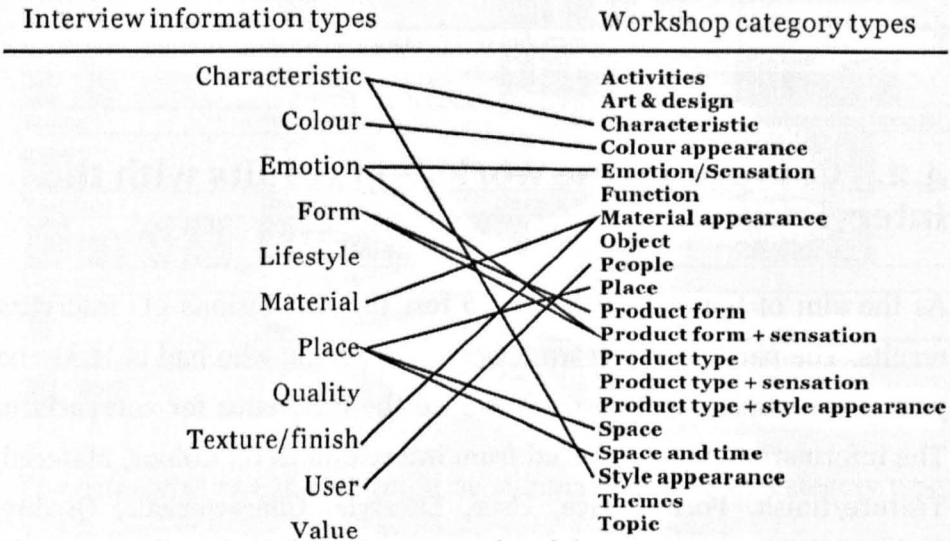 Interview information types
Workshop category types
Characteristic
Colour
Emotion
Form
Lifestyle
Material
Place
Quality
Texture/finish
User
Value
Activities
Art & design
Characteristic
Colour appearance
Emotion/Sensation
Function
Material appearance
Object
People
Place
Product form
Product form + sensation
Product type
Product type + sensation
Product type + style appearance
Space
Space and time
Style appearance
Themes
Topic